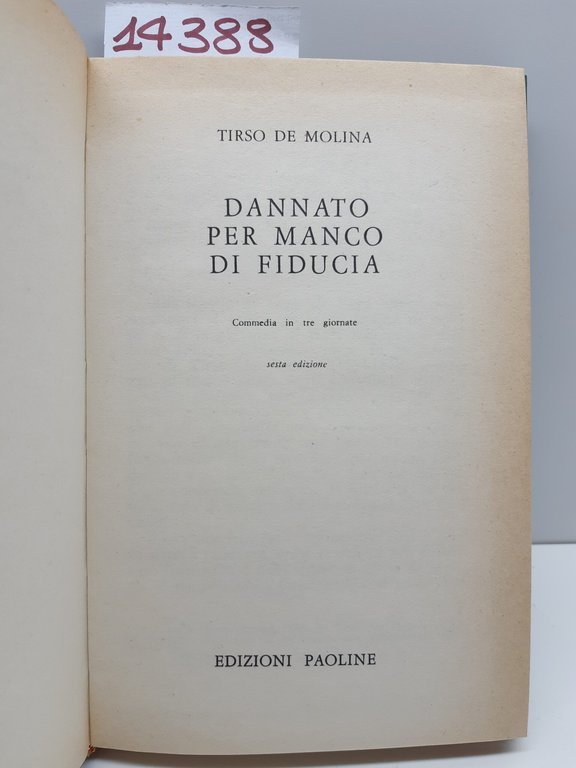 14388
TIRSO DE MOLINA
DANNATO
PER MANCO
DI FIDUCIA
Commedia in tre giornate
sesta edizione
EDIZIONI PAOLINE